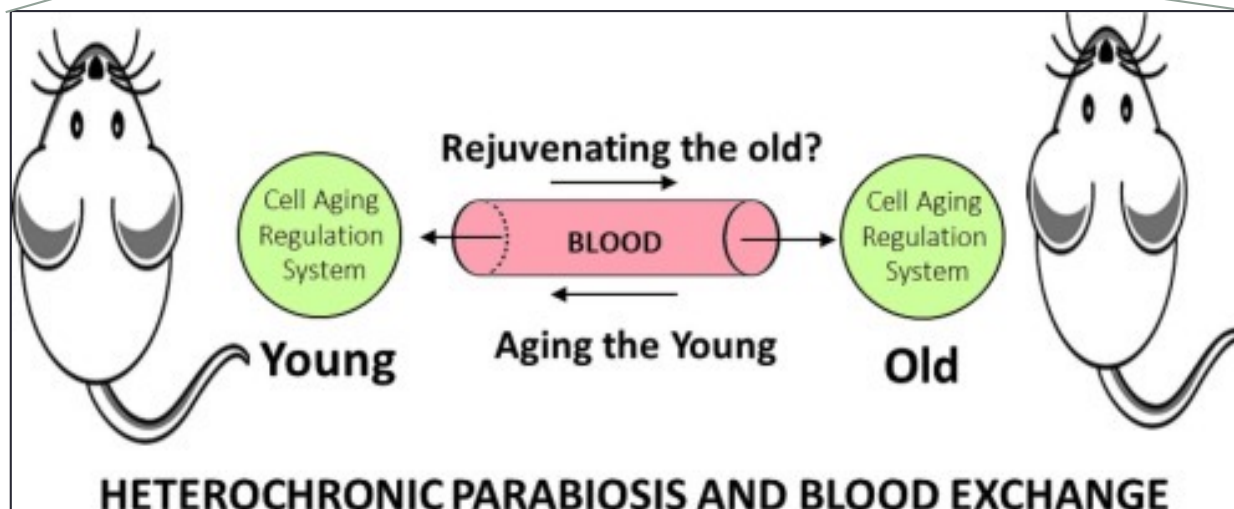 Rejuvenating the old?
Cell Aging
Regulation
System
BLOOD
Cell Aging
Regulation
System
Young
Aging the Young
Old
HETEROCHRONIC PARABIOSIS AND BLOOD EXCHANGE